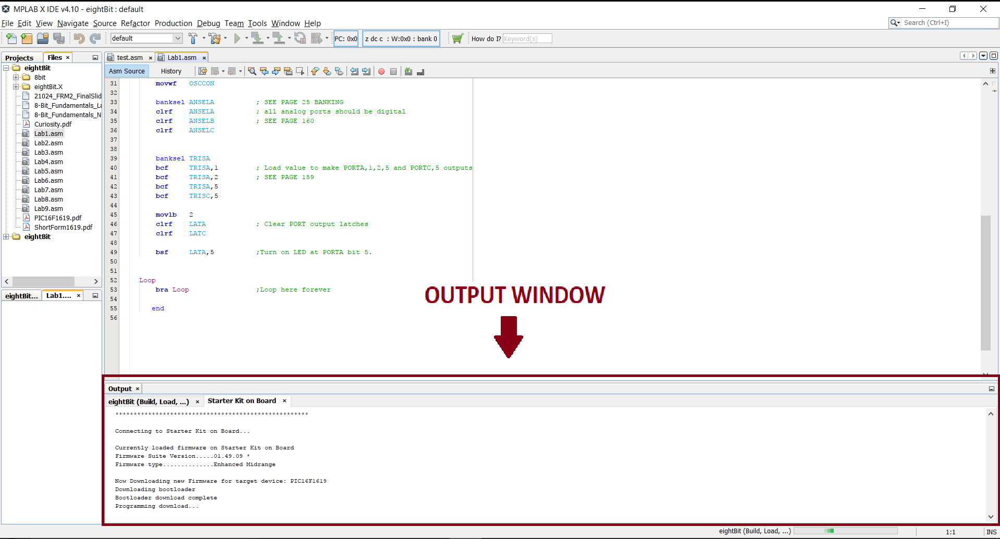 MPLAB X IDE v4.10 - eightBit : default
File Edit View Navigate Source Refactor Production Debug Team Tools Window Help
Search (Ctrl+I)
default
PC: 0x0
z dc c : W:0x0 : bank 0
How do I? Keyword(s)
Projects
Files
eightBit
8bit
eightBit.X
21024_FRM2_FinalSlid
8-Bit_Fundamentals_La
8-Bit_Fundamentals_N
Curiosity.pdf
Lab1.asm
Lab2.asm
Lab3.asm
Lab4.asm
Lab5.asm
Lab6.asm
Lab7.asm
Lab8.asm
Lab9.asm
PIC16F1619.pdf
ShortForm1619.pdf
eightBit
eightBit...
Lab1....
test.asm
Lab1.asm
Asm Source
History
31 movwf OSCCON
32
33 banksel ANSELA ; SEE PAGE 25 BANKING
34 clrf ANSELA ; all analog ports should be digital
35 clrf ANSELB ; SEE PAGE 160
36 clrf ANSELC
37
38
39 banksel TRISA
40 bcf TRISA,1 ; Load value to make PORTA,1,2,5 and PORTC,5 outputs
41 bcf TRISA,2 ; SEE PAGE 159
42 bcf TRISA,5
43 bcf TRISC,5
44
45 movlb 2
46 clrf LATA ; Clear PORT output latches
47 clrf LATC
48
49 bsf LATA,5 ;Turn on LED at PORTA bit 5.
50
51
52 Loop
53 bra Loop ;Loop here forever
54
55 end
56
OUTPUT WINDOW
Output
eightBit (Build, Load, ...)
Starter Kit on Board
*****************************************************
Connecting to Starter Kit on Board...
Currently loaded firmware on Starter Kit on Board
Firmware Suite Version.....01.49.09 *
Firmware type..............Enhanced Midrange
Now Downloading new Firmware for target device: PIC16F1619
Downloading bootloader
Bootloader download complete
Programming download...
eightBit (Build, Load, ...)
1:1
INS